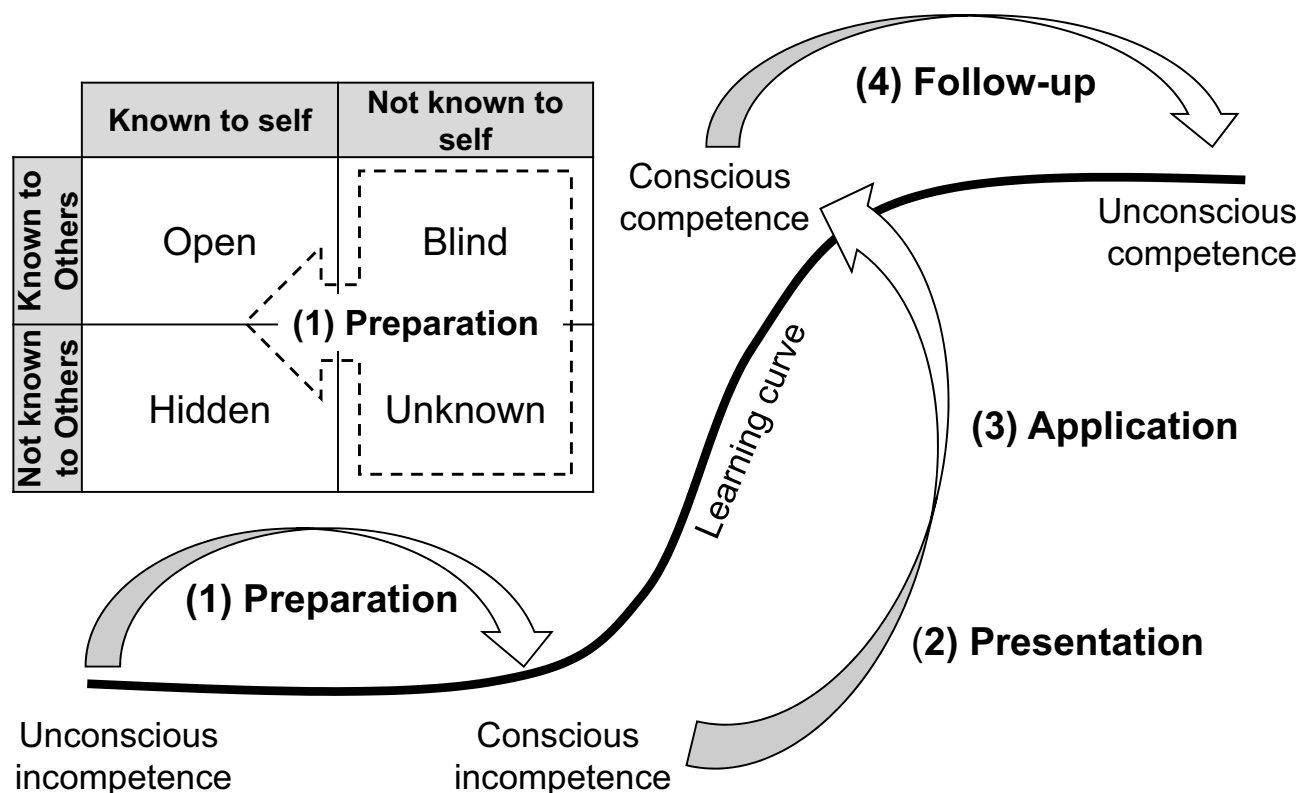 Known to self
Not known to
self
Known to
Others
Open
Blind
(1) Preparation
Not known
to Others
Hidden
Unknown
(4) Follow-up
Conscious
competence
Unconscious
competence
Learning curve
(3) Application
(2) Presentation
(1) Preparation
Unconscious
incompetence
Conscious
incompetence